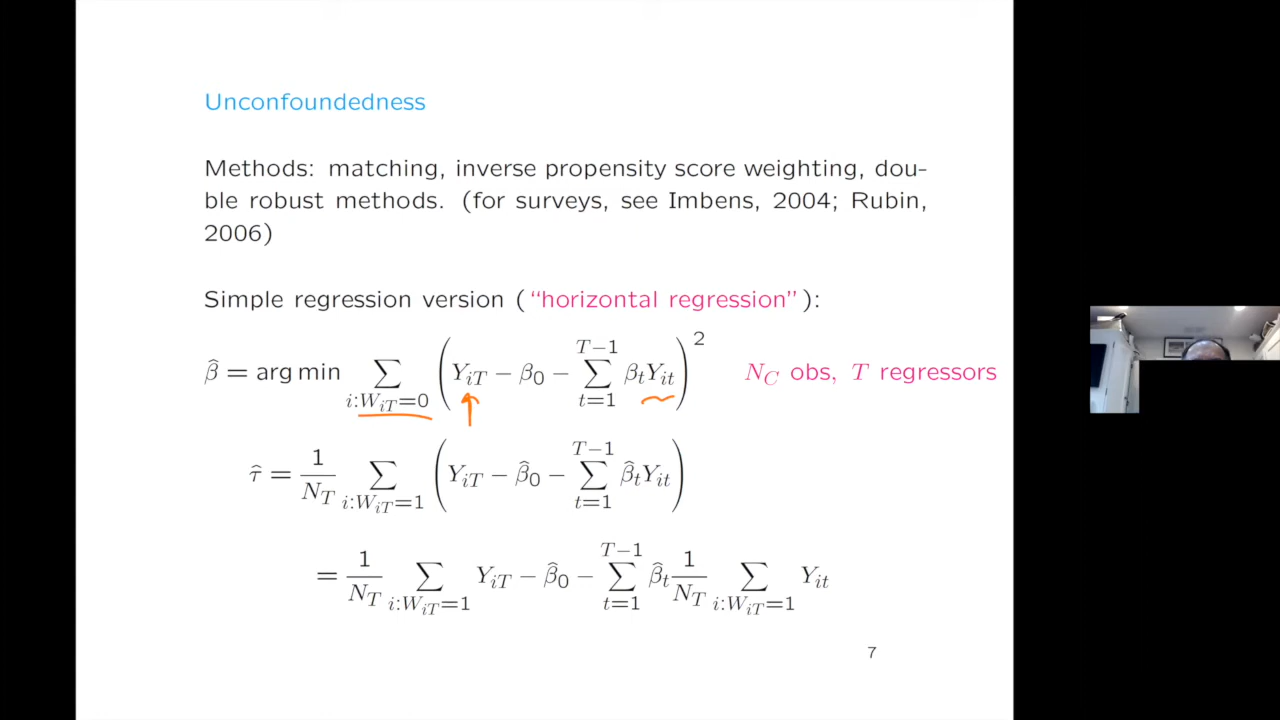 Unconfoundedness
Methods: matching, inverse propensity score weighting, dou-
ble robust methods. (for surveys, see Imbens, 2004; Rubin,
2006)
Simple regression version (“horizontal regression”):
β̂ = arg min ∑_{i:W_{iT}=0} (Y_{iT} − β_0 − ∑_{t=1}^{T−1} β_t Y_{it})^2 N_C obs, T regressors
τ̂ = 1/N_T ∑_{i:W_{iT}=1} (Y_{iT} − β̂_0 − ∑_{t=1}^{T−1} β̂_t Y_{it})
= 1/N_T ∑_{i:W_{iT}=1} Y_{iT} − β̂_0 − ∑_{t=1}^{T−1} β̂_t 1/N_T ∑_{i:W_{iT}=1} Y_{it}
7